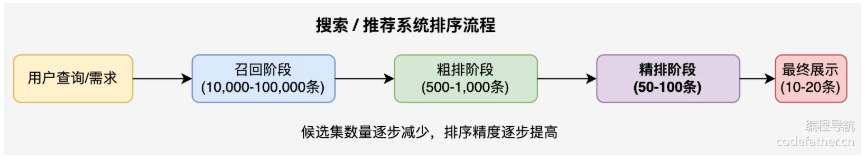 搜索 / 推荐系统排序流程
用户查询/需求
召回阶段
(10,000-100,000条)
粗排阶段
(500-1,000条)
精排阶段
(50-100条)
最终展示
(10-20条)
候选集数量逐步减少，排序精度逐步提高
编程导航
codefather.cn